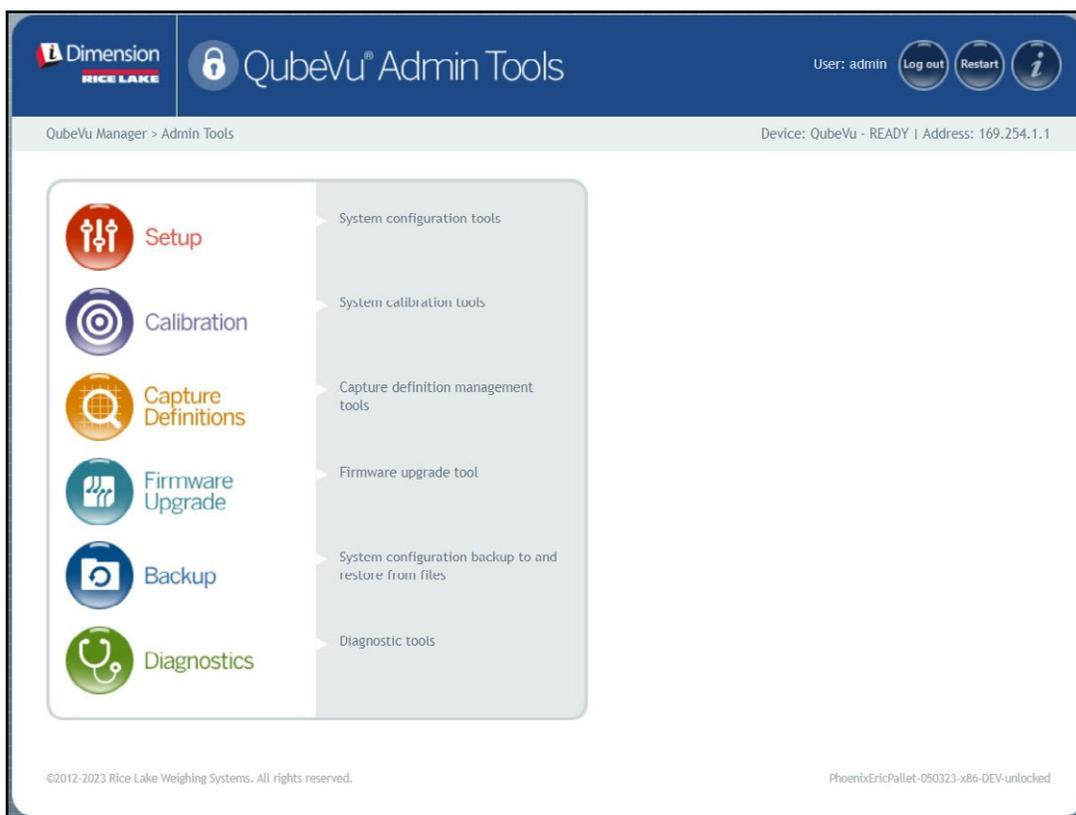 i Dimension
RICE LAKE
QubeVu® Admin Tools
User: admin
Log out
Restart
i
QubeVu Manager > Admin Tools
Device: QubeVu - READY | Address: 169.254.1.1
Setup
System configuration tools
Calibration
System calibration tools
Capture
Definitions
Capture definition management
tools
Firmware
Upgrade
Firmware upgrade tool
Backup
System configuration backup to and
restore from files
Diagnostics
Diagnostic tools
©2012-2023 Rice Lake Weighing Systems. All rights reserved.
PhoenixEricPallet-050323-x86-DEV-unlocked